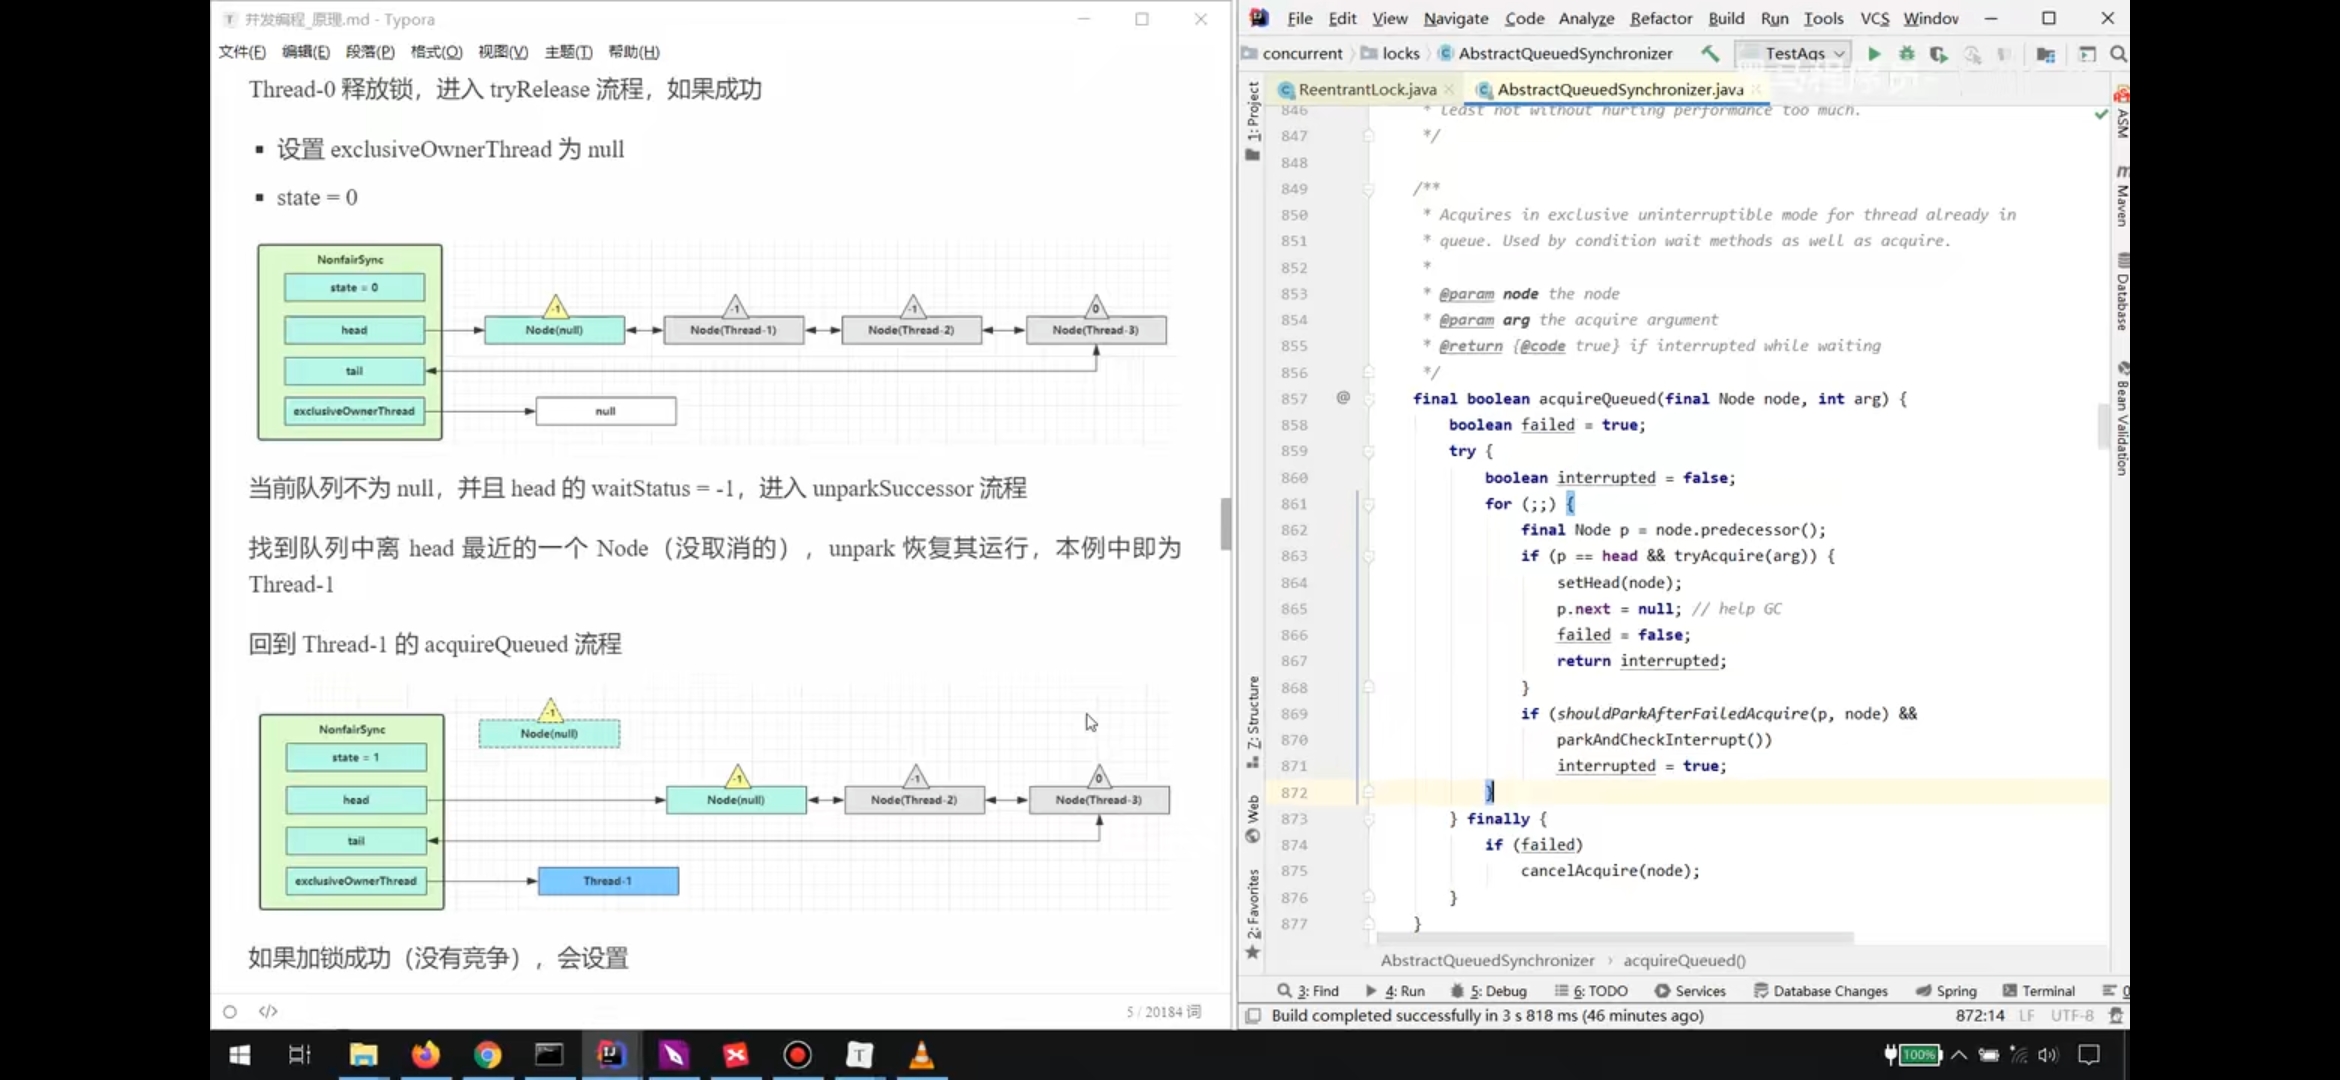 并发编程_原理.md - Typora
文件(F) 编辑(E) 段落(P) 格式(O) 视图(V) 主题(T) 帮助(H)
Thread-0 释放锁，进入 tryRelease 流程，如果成功
▪ 设置 exclusiveOwnerThread 为 null
▪ state = 0
NonfairSync
state = 0
-1
-1
-1
0
head
Node(null)
Node(Thread-1)
Node(Thread-2)
Node(Thread-3)
tail
exclusiveOwnerThread
null
当前队列不为 null，并且 head 的 waitStatus = -1，进入 unparkSuccessor 流程
找到队列中离 head 最近的一个 Node（没取消的），unpark 恢复其运行，本例中即为
Thread-1
回到 Thread-1 的 acquireQueued 流程
-1
NonfairSync
Node(null)
state = 1
-1
-1
0
head
Node(null)
Node(Thread-2)
Node(Thread-3)
tail
exclusiveOwnerThread
Thread-1
如果加锁成功（没有竞争），会设置
</>
5 / 20184 词
File Edit View Navigate Code Analyze Refactor Build Run Tools VCS Window
concurrent locks AbstractQueuedSynchronizer TestAqs
ReentrantLock.java AbstractQueuedSynchronizer.java
1: Project
Z: Structure
Web
2: Favorites
ASM
Maven
Database
Bean Validation
846 * least not without hurting performance too much.
847 */
848
849 /**
850 * Acquires in exclusive uninterruptible mode for thread already in
851 * queue. Used by condition wait methods as well as acquire.
852 *
853 * @param node the node
854 * @param arg the acquire argument
855 * @return {@code true} if interrupted while waiting
856 */
857 @ final boolean acquireQueued(final Node node, int arg) {
858 boolean failed = true;
859 try {
860 boolean interrupted = false;
861 for (;;) {
862 final Node p = node.predecessor();
863 if (p == head && tryAcquire(arg)) {
864 setHead(node);
865 p.next = null; // help GC
866 failed = false;
867 return interrupted;
868 }
869 if (shouldParkAfterFailedAcquire(p, node) &&
870 parkAndCheckInterrupt())
871 interrupted = true;
872 }
873 } finally {
874 if (failed)
875 cancelAcquire(node);
876 }
877 }
AbstractQueuedSynchronizer › acquireQueued()
3: Find 4: Run 5: Debug 6: TODO Services Database Changes Spring Terminal
Build completed successfully in 3 s 818 ms (46 minutes ago) 872:14 LF UTF-8
100%